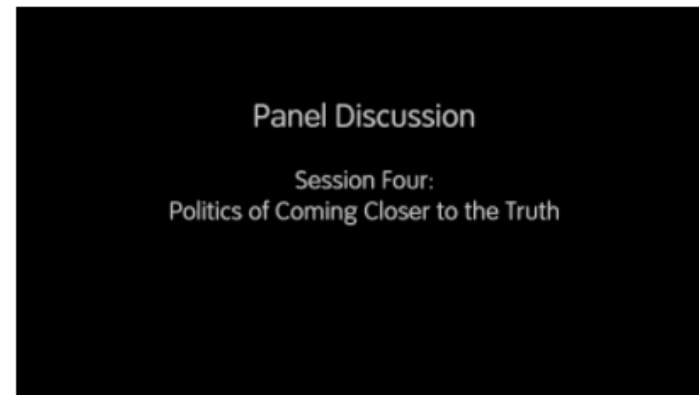 Panel Discussion
Session Four:
Politics of Coming Closer to the Truth